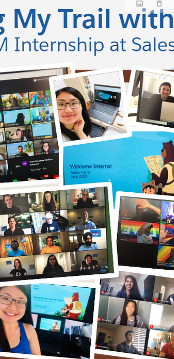 g My Trail with
M Internship at Sales
Welcome Interns!